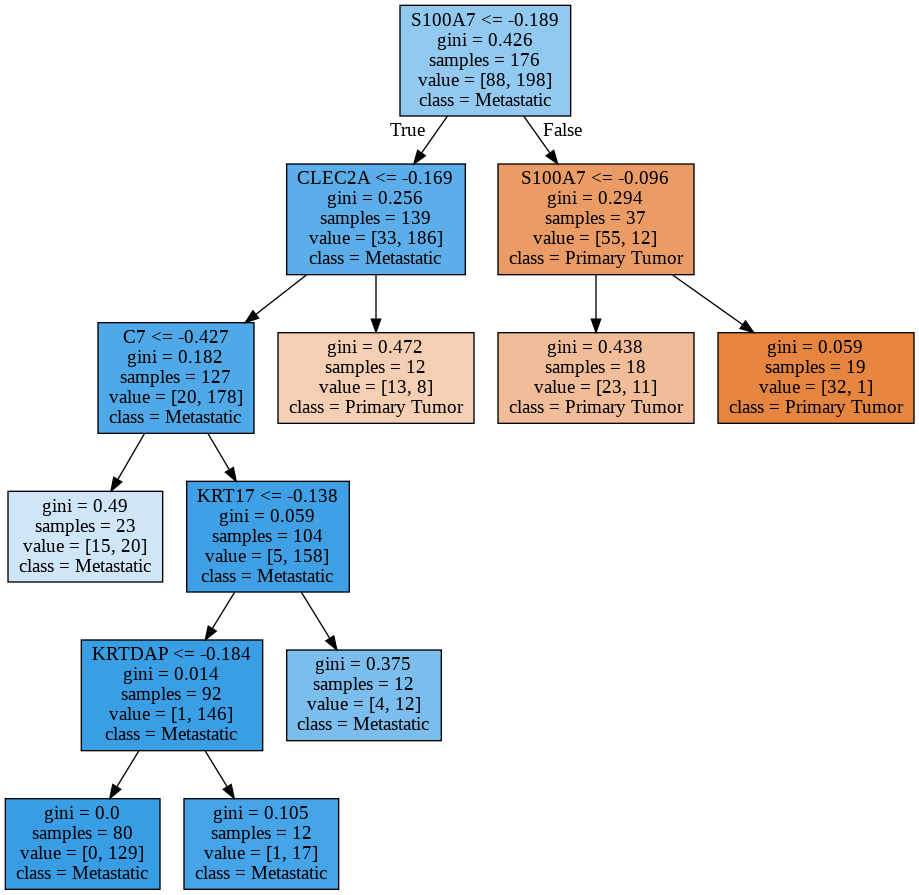 S100A7 <= -0.189
gini = 0.426
samples = 176
value = [88, 198]
class = Metastatic
True
False
CLEC2A <= -0.169
gini = 0.256
samples = 139
value = [33, 186]
class = Metastatic
S100A7 <= -0.096
gini = 0.294
samples = 37
value = [55, 12]
class = Primary Tumor
C7 <= -0.427
gini = 0.182
samples = 127
value = [20, 178]
class = Metastatic
gini = 0.472
samples = 12
value = [13, 8]
class = Primary Tumor
gini = 0.438
samples = 18
value = [23, 11]
class = Primary Tumor
gini = 0.059
samples = 19
value = [32, 1]
class = Primary Tumor
gini = 0.49
samples = 23
value = [15, 20]
class = Metastatic
KRT17 <= -0.138
gini = 0.059
samples = 104
value = [5, 158]
class = Metastatic
KRTDAP <= -0.184
gini = 0.014
samples = 92
value = [1, 146]
class = Metastatic
gini = 0.375
samples = 12
value = [4, 12]
class = Metastatic
gini = 0.0
samples = 80
value = [0, 129]
class = Metastatic
gini = 0.105
samples = 12
value = [1, 17]
class = Metastatic